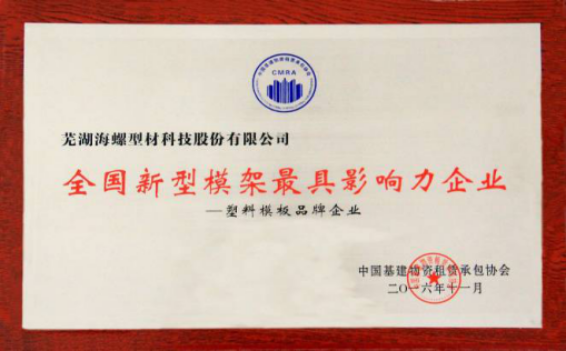 CMRA
芜湖海螺型材科技股份有限公司
全国新型模架最具影响力企业
—塑料模板品牌企业
中国基建物资租赁承包协会
二〇一六年十一月